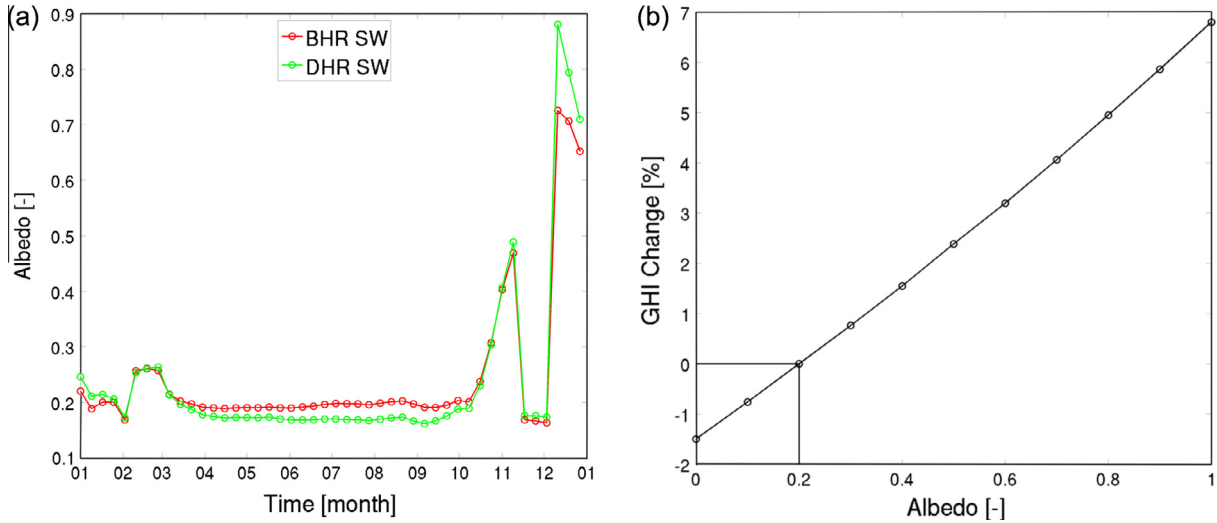 (a)
BHR SW
DHR SW
0.9
0.8
0.7
0.6
0.5
0.4
0.3
0.2
0.1
Albedo [-]
01 02 03 04 05 06 07 08 09 10 11 12 01
Time [month]
(b)
7
6
5
4
3
2
1
0
-1
-2
GHI Change [%]
0 0.2 0.4 0.6 0.8 1
Albedo [-]